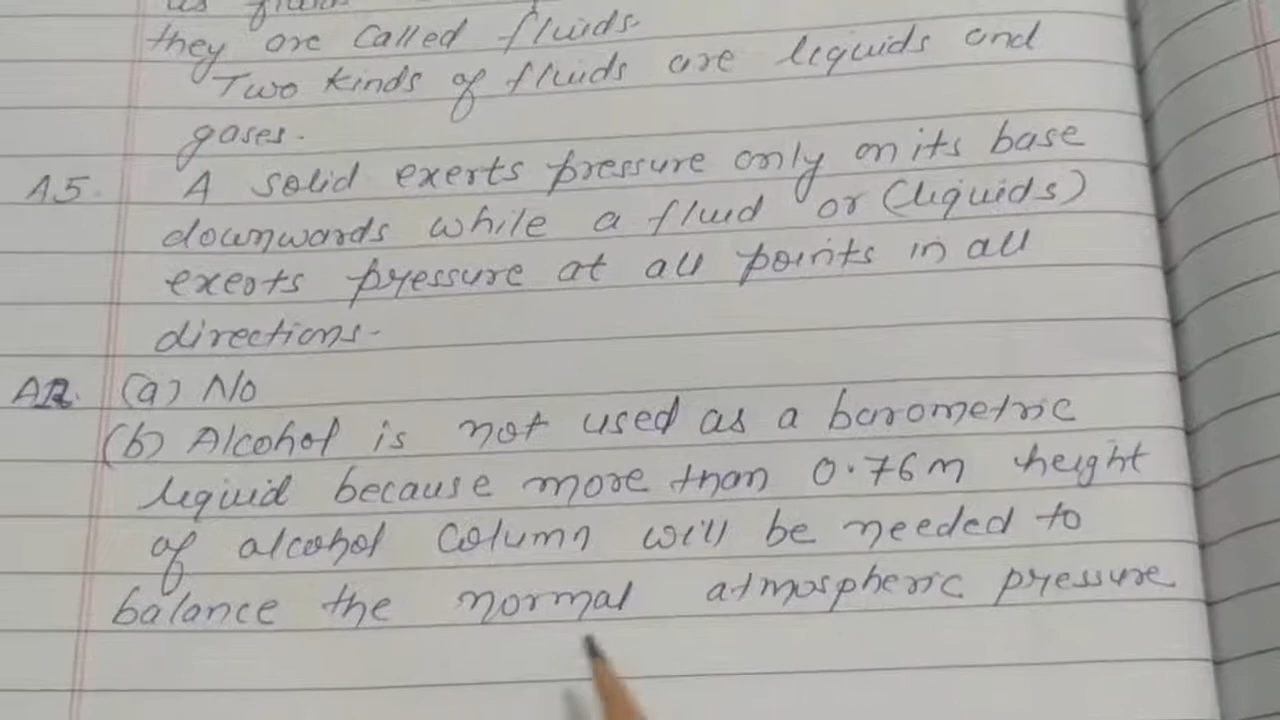 they are called fluids.
Two kinds of fluids are liquids and
gases.
A5. A solid exerts pressure only on its base
downwards while a fluid or (liquids)
exerts pressure at all points in all
directions.
(a) No
(b) Alcohol is not used as a barometric
liquid because more than 0.76m height
of alcohol column will be needed to
balance the normal atmospheric pressure